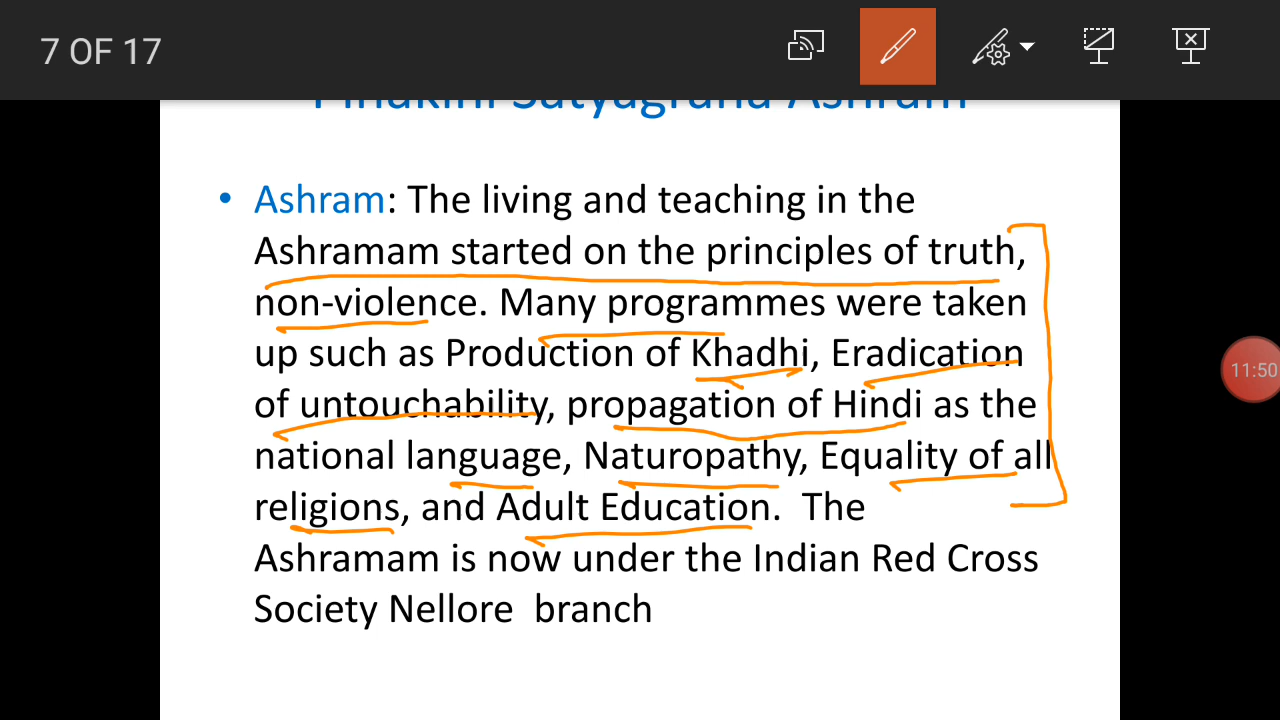 7 OF 17
Pinakini Satyagraha Ashram
• Ashram: The living and teaching in the
Ashramam started on the principles of truth,
non-violence. Many programmes were taken
up such as Production of Khadhi, Eradication
of untouchability, propagation of Hindi as the
national language, Naturopathy, Equality of all
religions, and Adult Education. The
Ashramam is now under the Indian Red Cross
Society Nellore branch
11:50